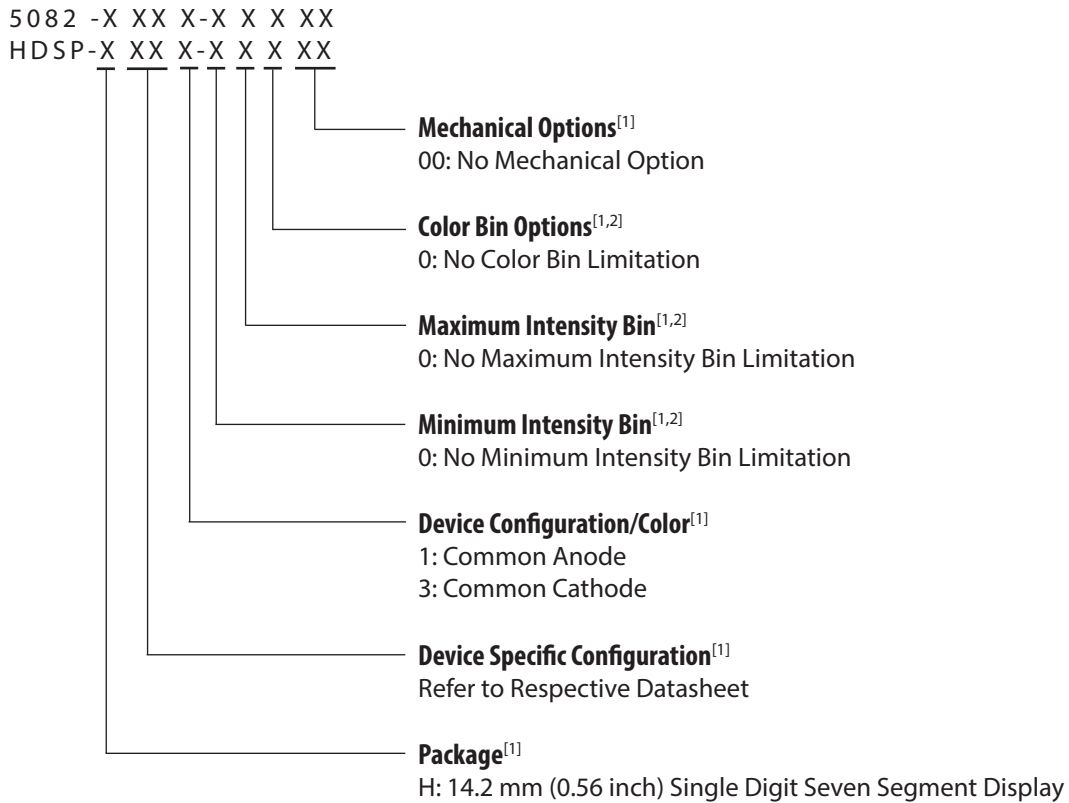 5082 -X XX X-X X X XX
HDSP-X XX X-X X X XX
Mechanical Options[1]
00: No Mechanical Option
Color Bin Options[1,2]
0: No Color Bin Limitation
Maximum Intensity Bin[1,2]
0: No Maximum Intensity Bin Limitation
Minimum Intensity Bin[1,2]
0: No Minimum Intensity Bin Limitation
Device Configuration/Color[1]
1: Common Anode
3: Common Cathode
Device Specific Configuration[1]
Refer to Respective Datasheet
Package[1]
H: 14.2 mm (0.56 inch) Single Digit Seven Segment Display